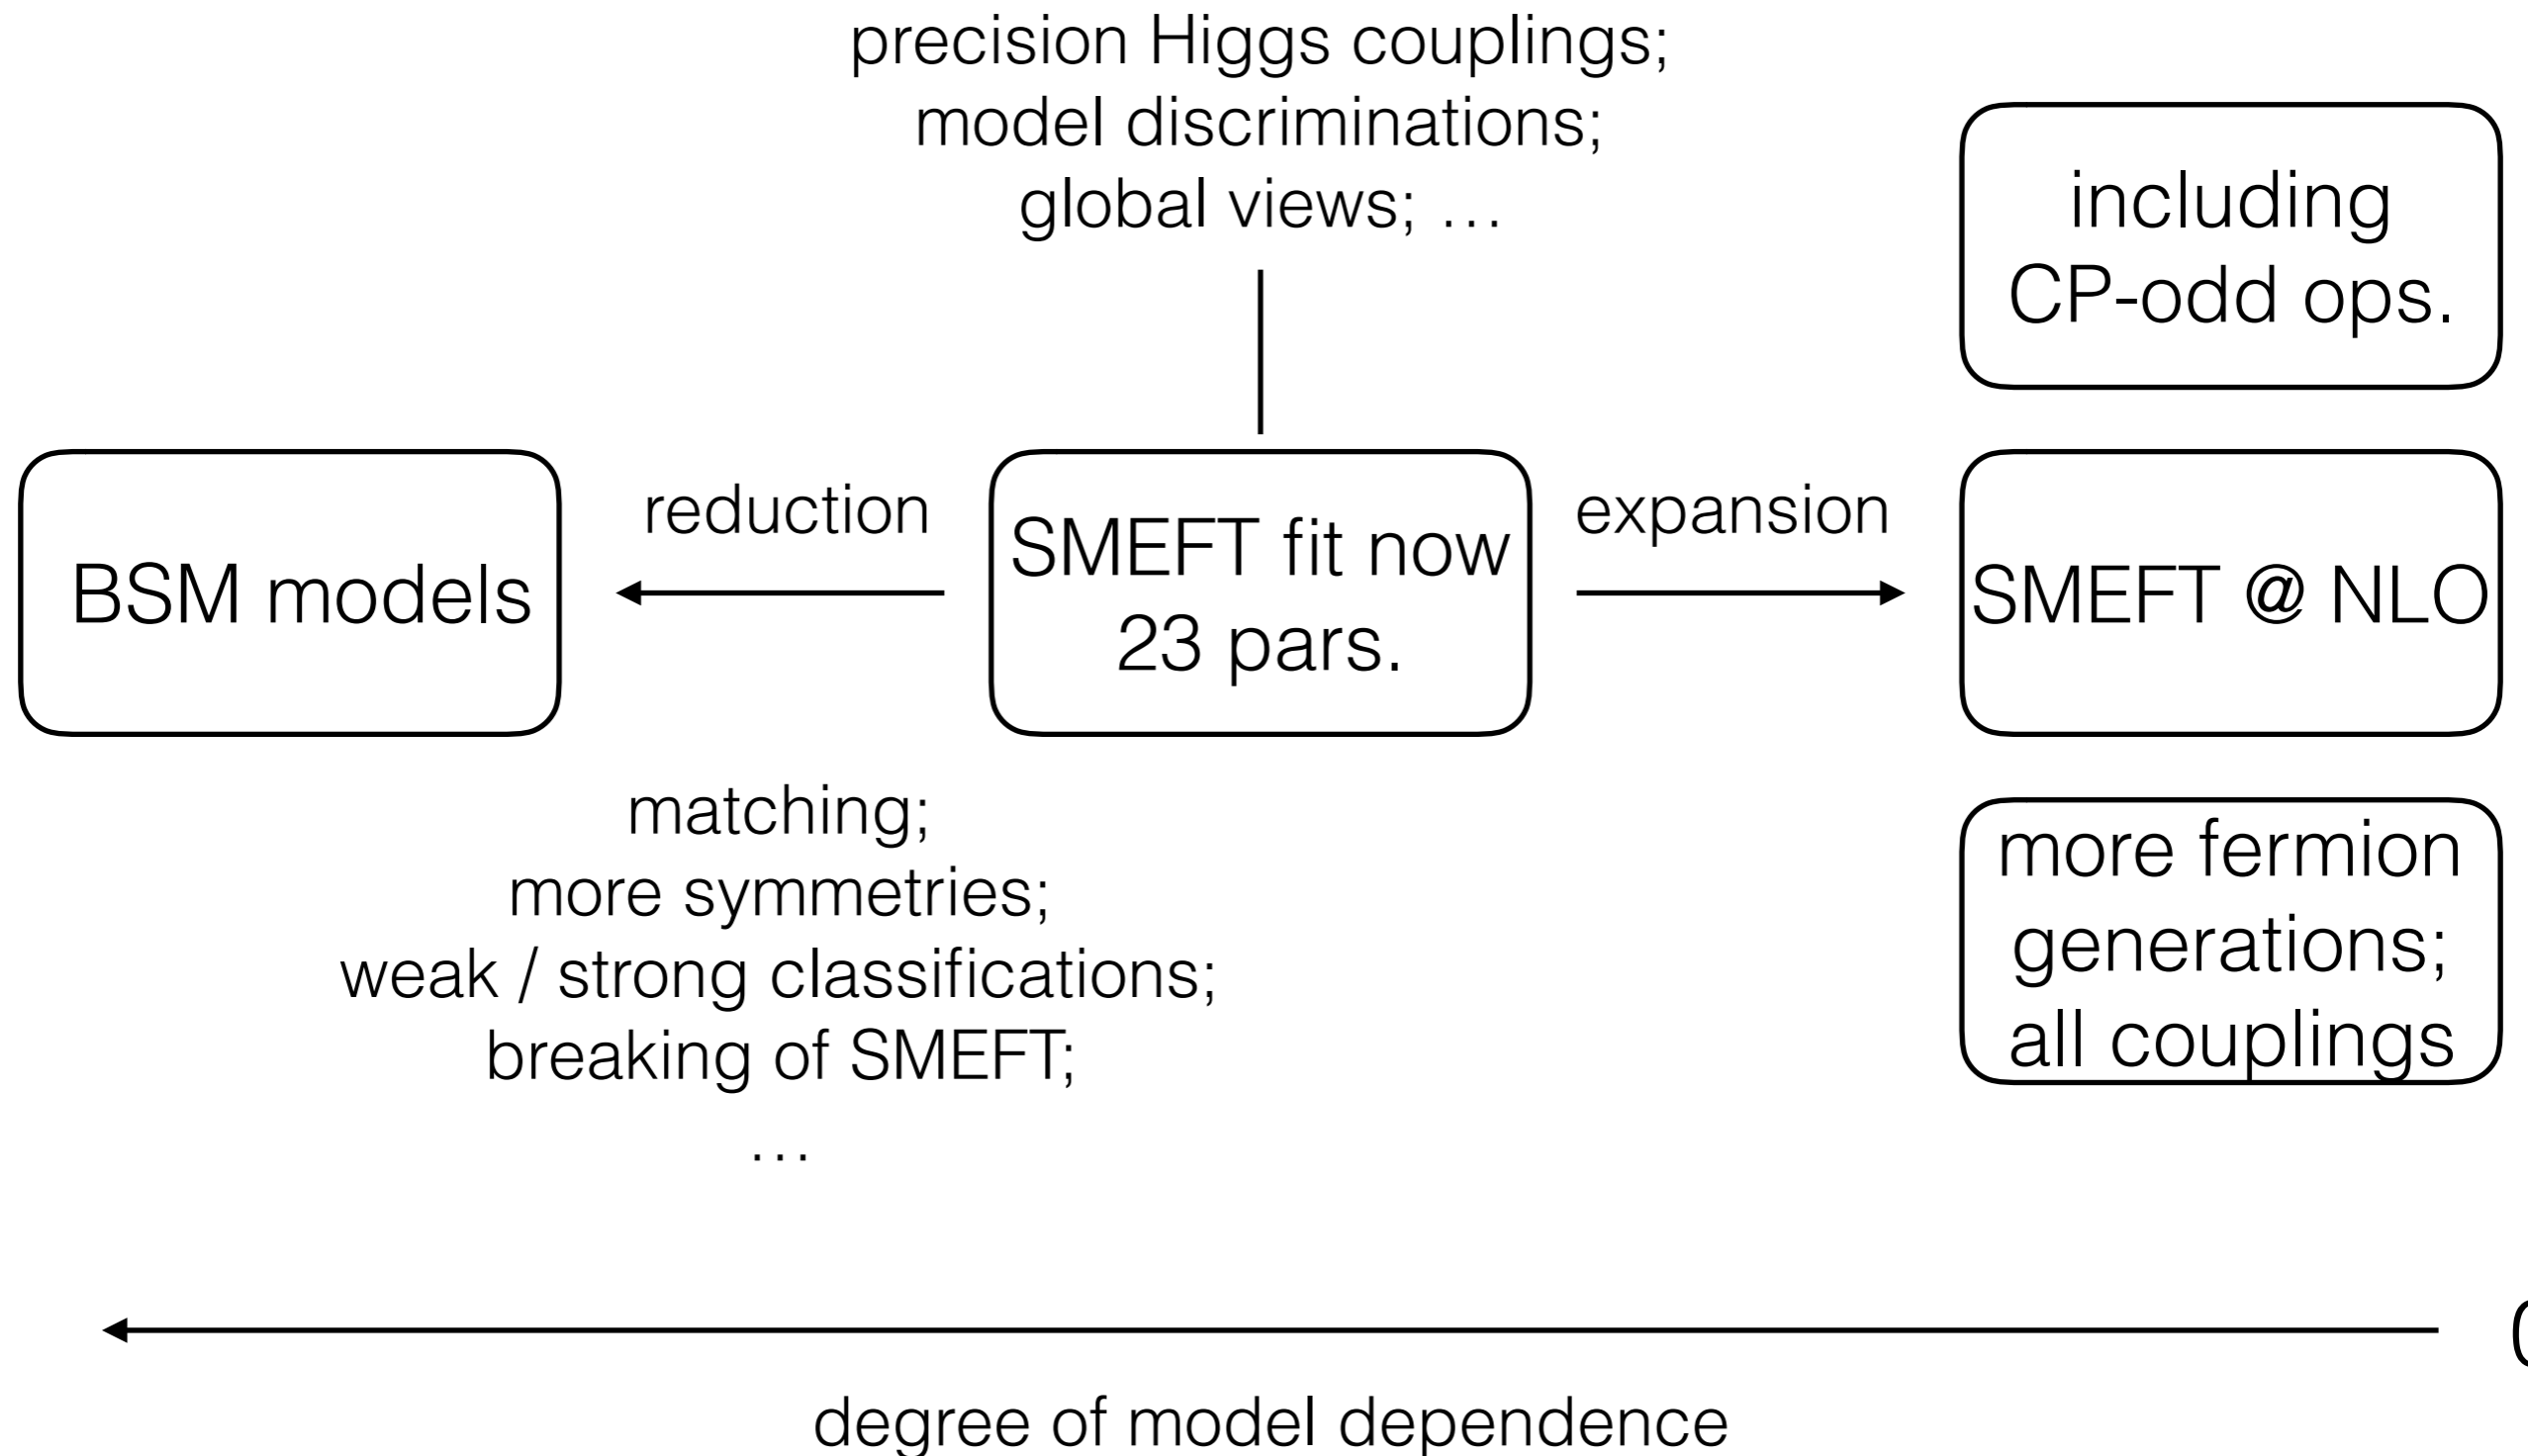 precision Higgs couplings;
model discriminations;
global views; …
including
CP-odd ops.
BSM models
reduction
SMEFT fit now
23 pars.
expansion
SMEFT @ NLO
matching;
more symmetries;
weak / strong classifications;
breaking of SMEFT;
…
more fermion
generations;
all couplings
degree of model dependence